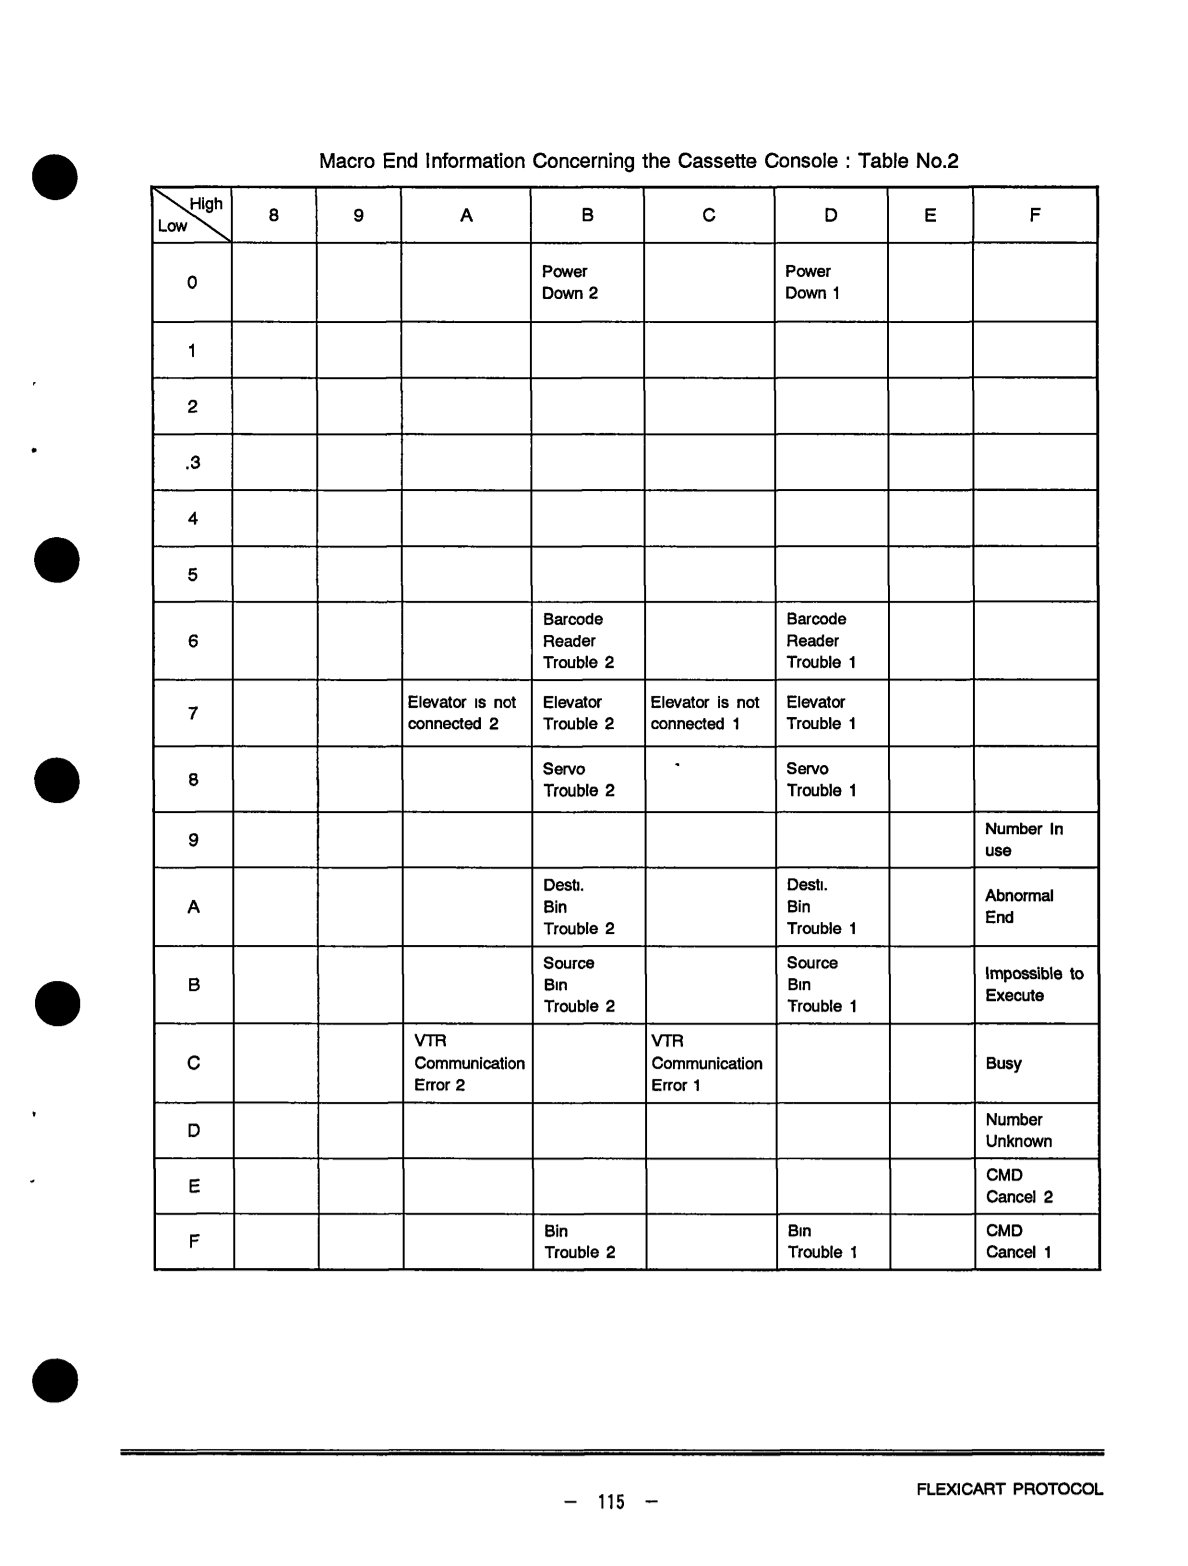 Macro End Information Concerning the Cassette Console : Table No.2
High
Low
8 9 A B C D E F
0
Power Power
Down 2 Down 1
1
2
.3
4
5
6
Barcode Barcode
Reader Reader
Trouble 2 Trouble 1
7
Elevator is not Elevator Elevator is not Elevator
connected 2 Trouble 2 connected 1 Trouble 1
8
Servo Servo
Trouble 2 Trouble 1
9
Number In
use
A
Desti. Desti. Abnormal
Bin Bin End
Trouble 2 Trouble 1
B
Source Source Impossible to
Bin Bin Execute
Trouble 2 Trouble 1
C
VTR VTR
Communication Communication Busy
Error 2 Error 1
D
Number
Unknown
E
CMD
Cancel 2
F
Bin Bin CMD
Trouble 2 Trouble 1 Cancel 1
FLEXICART PROTOCOL
– 115 –